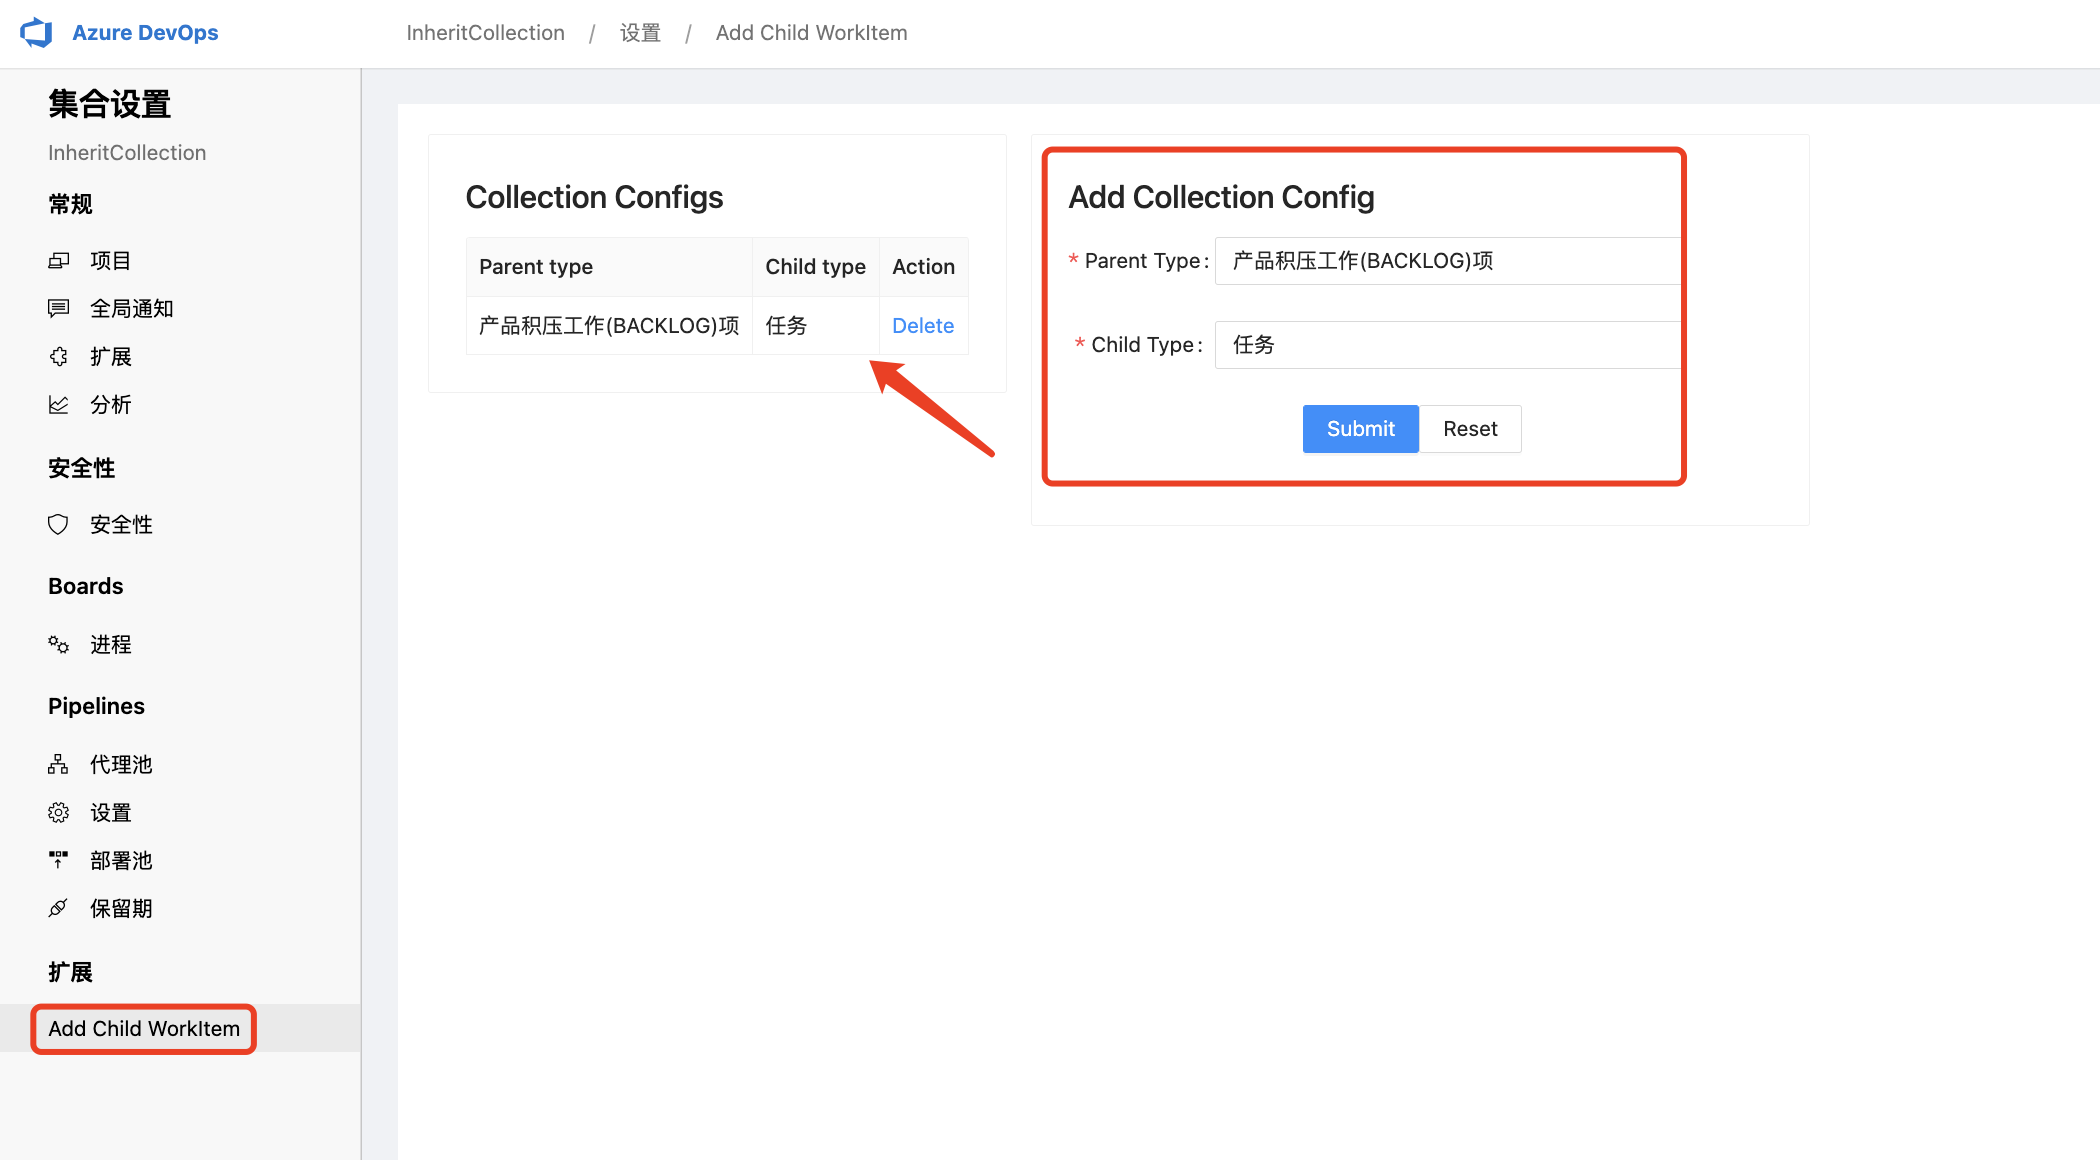 Azure DevOps
InheritCollection / 设置 / Add Child WorkItem
集合设置
InheritCollection
常规
项目
全局通知
扩展
分析
安全性
安全性
Boards
进程
Pipelines
代理池
设置
部署池
保留期
扩展
Add Child WorkItem
Collection Configs
Parent type Child type Action
产品积压工作(BACKLOG)项 任务 Delete
Add Collection Config
* Parent Type: 产品积压工作(BACKLOG)项
* Child Type: 任务
Submit Reset